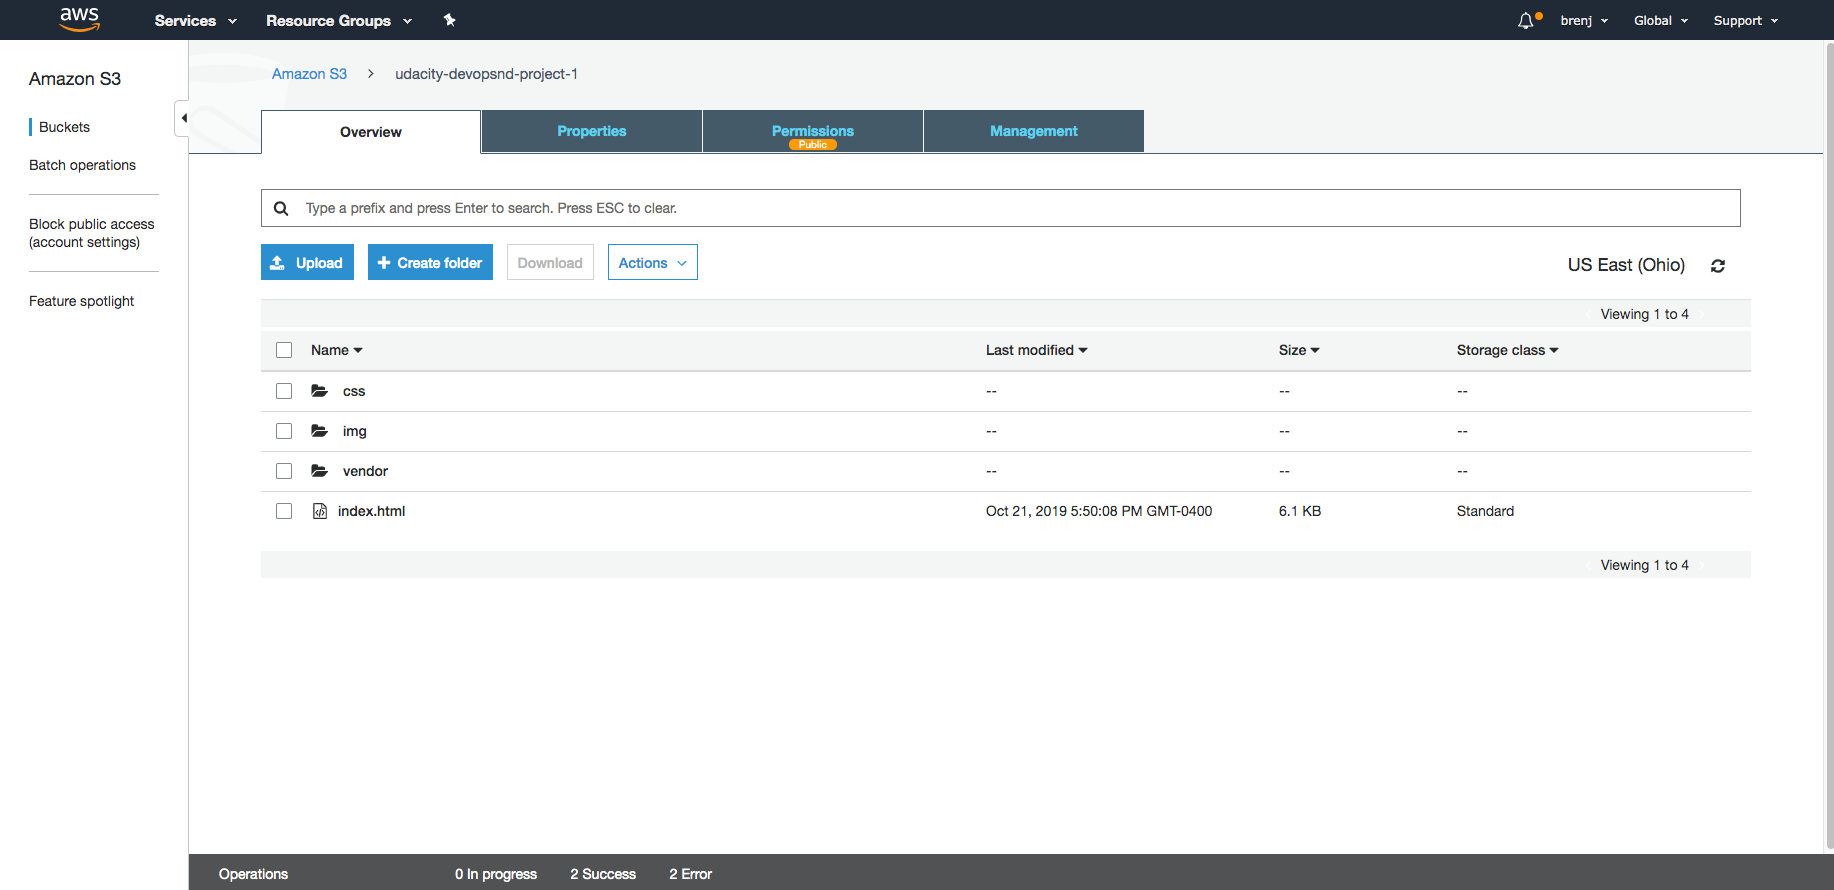 aws Services Resource Groups brenj Global Support
Amazon S3
Buckets
Batch operations
Block public access
(account settings)
Feature spotlight
Amazon S3 > udacity-devopsnd-project-1
Overview Properties Permissions Management
Public
Type a prefix and press Enter to search. Press ESC to clear.
Upload + Create folder Download Actions US East (Ohio)
Viewing 1 to 4
Name Last modified Size Storage class
css -- -- --
img -- -- --
vendor -- -- --
index.html Oct 21, 2019 5:50:08 PM GMT-0400 6.1 KB Standard
Viewing 1 to 4
Operations 0 In progress 2 Success 2 Error